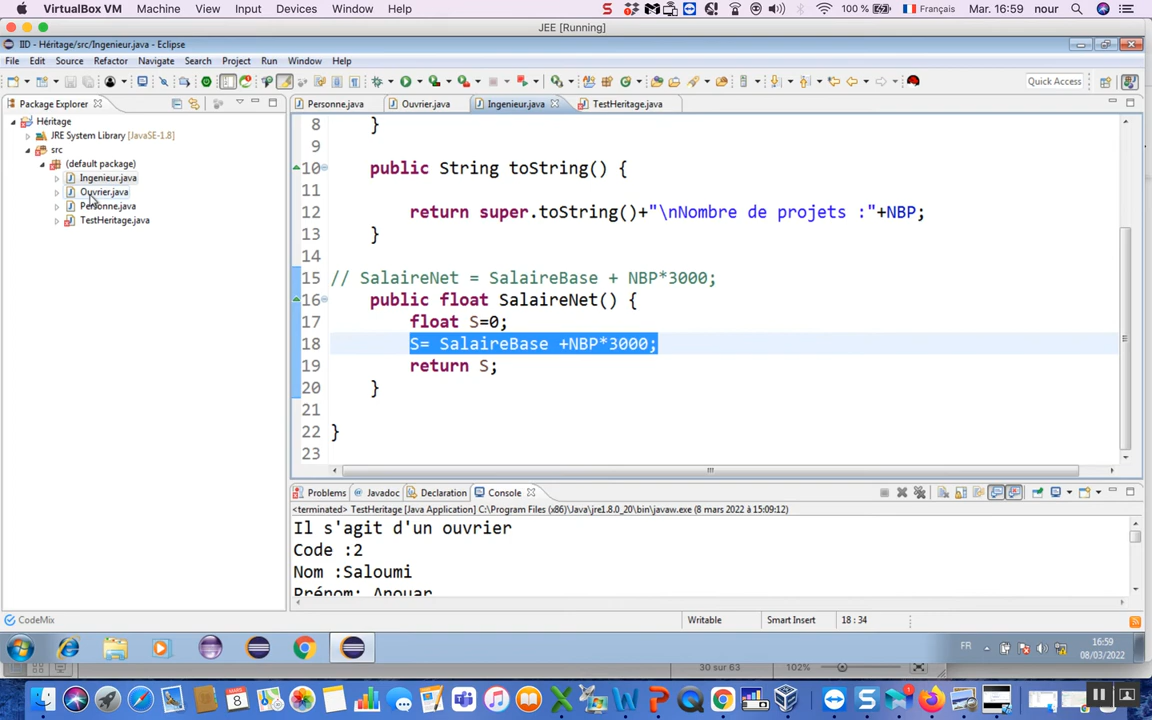 VirtualBox VM Machine Input Devices Window Help 100 % Français Mar. 16:59 nour
JEE [Running]
IID - Héritage/src/Ingenieur.java - Eclipse
File Edit Source Refactor Navigate Search Project Run Window Help
Quick Access
Package Explorer
Personne.java Ouvrier.java Ingenieur.java TestHeritage.java
Héritage
JRE System Library [JavaSE-1.8]
src
(default package)
Ingenieur.java
Ouvrier.java
Personne.java
TestHeritage.java
8 }
9
10 public String toString() {
11
12 return super.toString()+"\nNombre de projets :"+NBP;
13 }
14
15 // SalaireNet = SalaireBase + NBP*3000;
16 public float SalaireNet() {
17 float S=0;
18 S= SalaireBase +NBP*3000;
19 return S;
20 }
21
22 }
23
Problems Javadoc Declaration Console
<terminated> TestHeritage [Java Application] C:\Program Files (x86)\Java\jre1.8.0_20\bin\javaw.exe (8 mars 2022 à 15:09:12)
Il s'agit d'un ouvrier
Code :2
Nom :Saloumi
Prénom: Anouar
CodeMix Writable Smart Insert 18 : 34
FR 16:59
08/03/2022
30 sur 63 102%